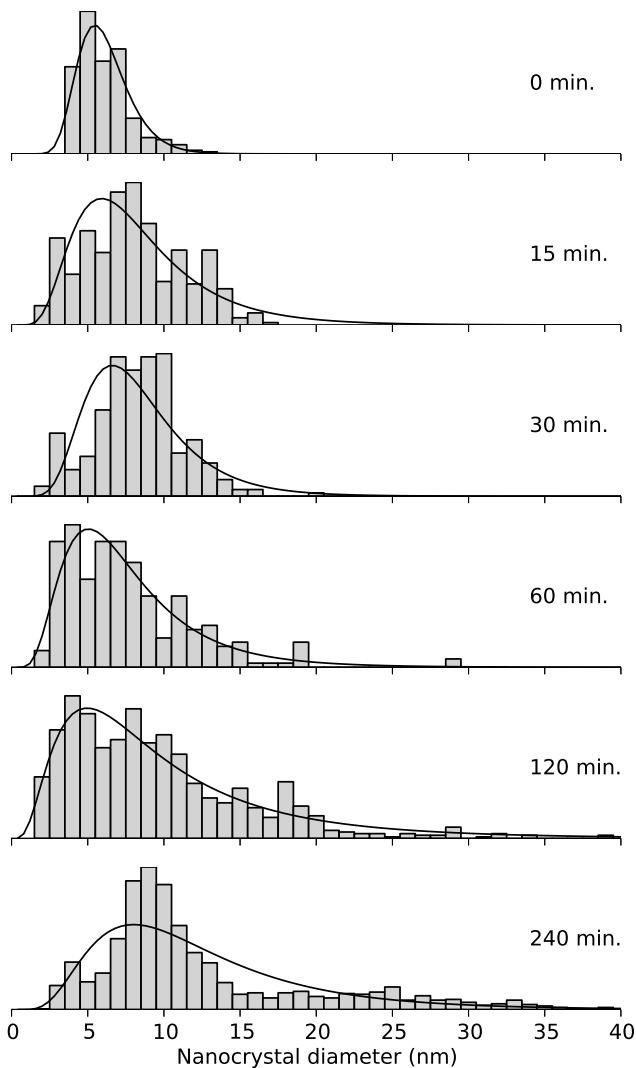 0 min.
15 min.
30 min.
60 min.
120 min.
240 min.
0 5 10 15 20 25 30 35 40
Nanocrystal diameter (nm)